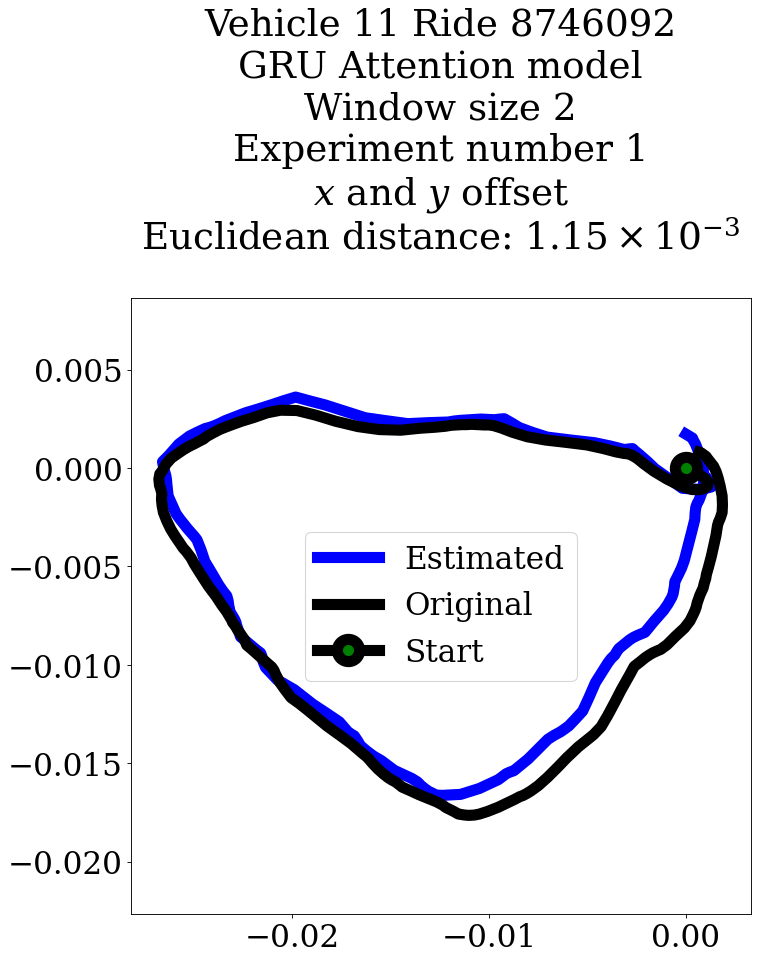 Vehicle 11 Ride 8746092
GRU Attention model
Window size 2
Experiment number 1
x and y offset
Euclidean distance: 1.15 × 10⁻³
0.005
0.000
−0.005
−0.010
−0.015
−0.020
Estimated
Original
Start
−0.02
−0.01
0.00